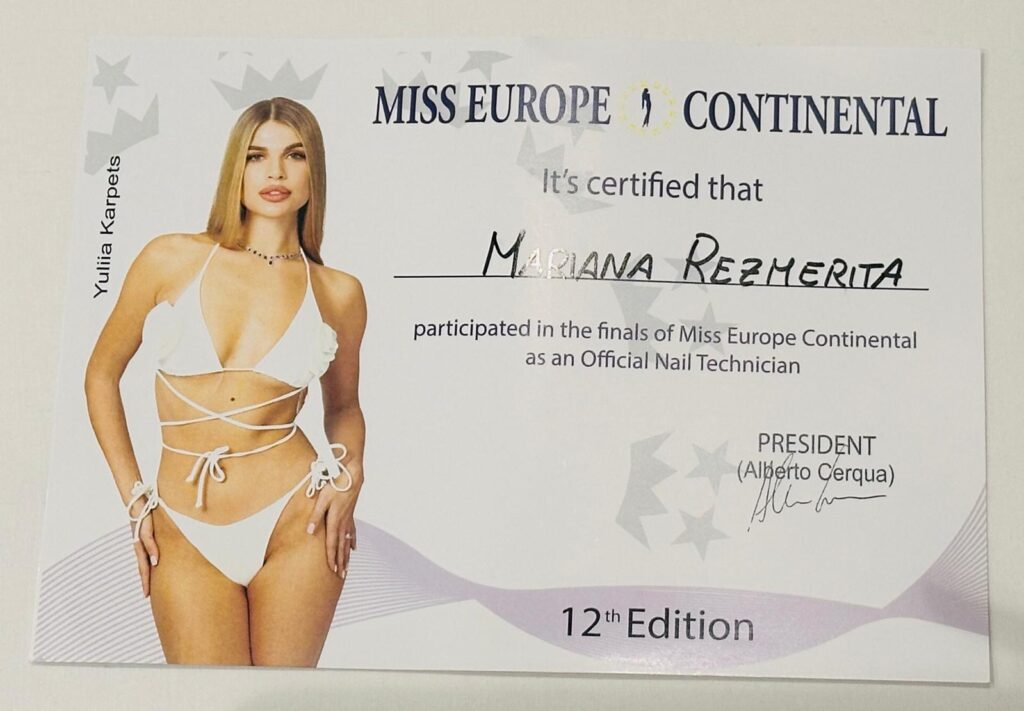 MISS EUROPE CONTINENTAL
It's certified that
MARIANA REZMERITA
participated in the finals of Miss Europe Continental
as an Official Nail Technician
PRESIDENT
(Alberto Cerqua)
12th Edition
Yuliia Karpets